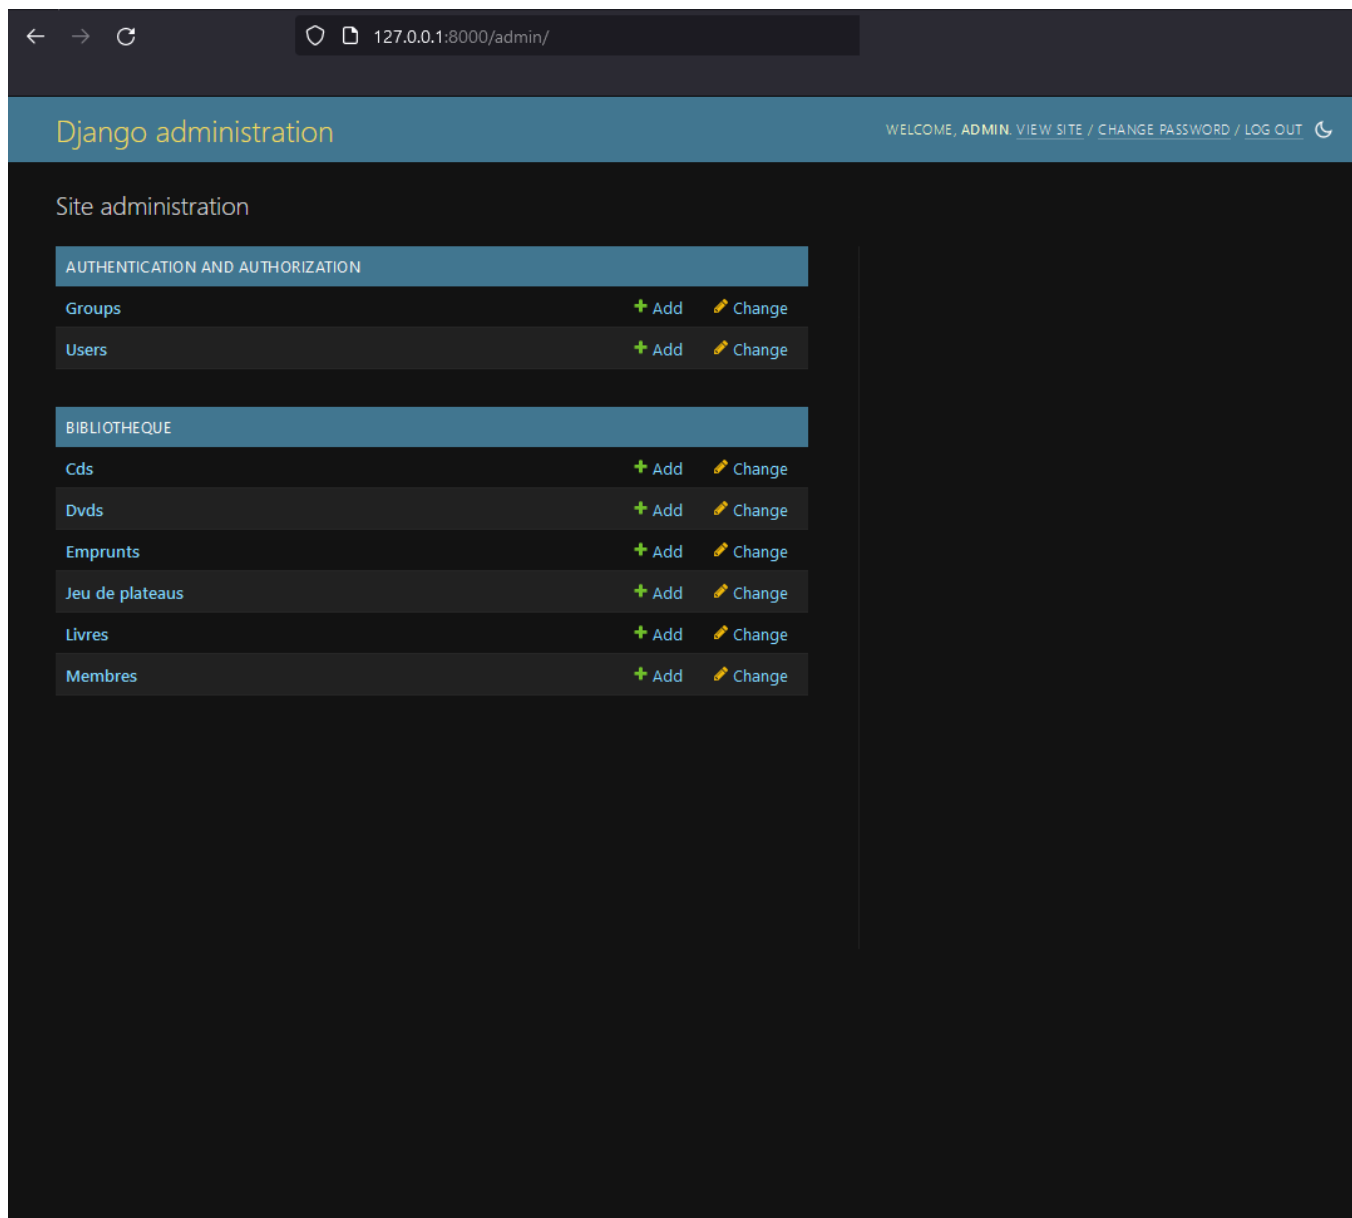 127.0.0.1:8000/admin/
Django administration
WELCOME, ADMIN. VIEW SITE / CHANGE PASSWORD / LOG OUT
Site administration
AUTHENTICATION AND AUTHORIZATION
Groups Add Change
Users Add Change
BIBLIOTHEQUE
Cds Add Change
Dvds Add Change
Emprunts Add Change
Jeu de plateaus Add Change
Livres Add Change
Membres Add Change